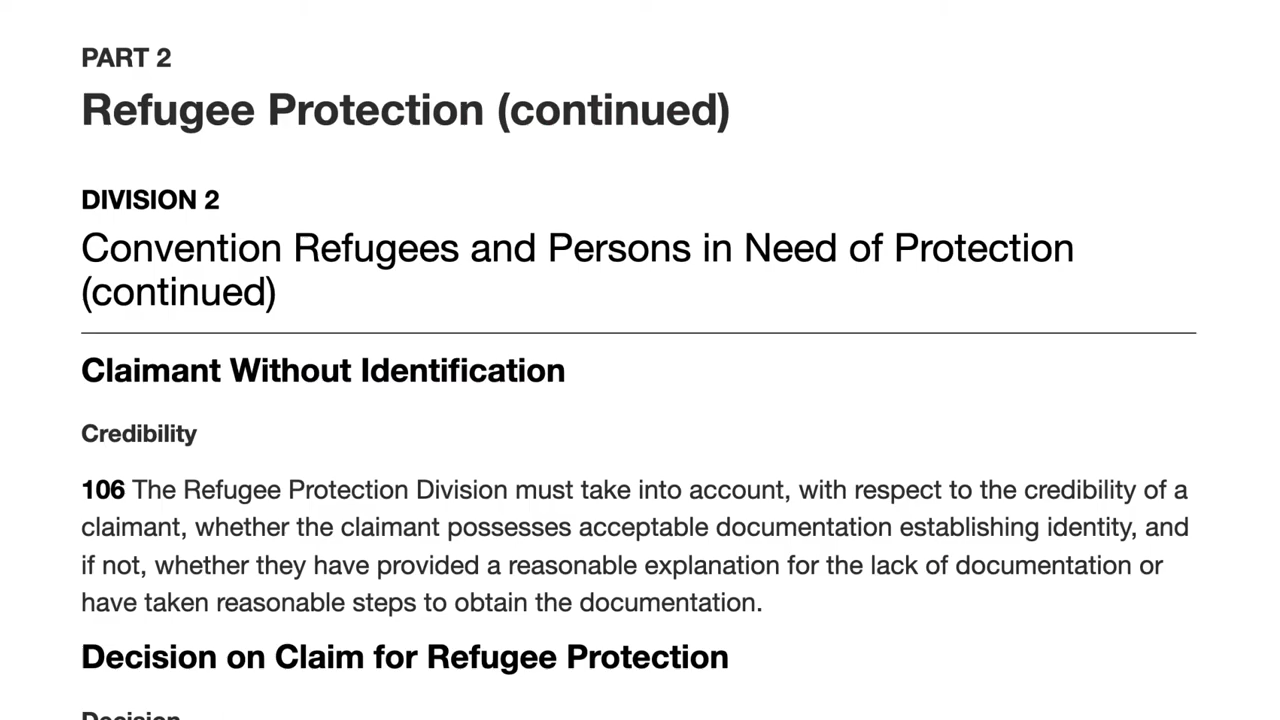 PART 2
Refugee Protection (continued)
DIVISION 2
Convention Refugees and Persons in Need of Protection
(continued)
Claimant Without Identification
Credibility
106 The Refugee Protection Division must take into account, with respect to the credibility of a
claimant, whether the claimant possesses acceptable documentation establishing identity, and
if not, whether they have provided a reasonable explanation for the lack of documentation or
have taken reasonable steps to obtain the documentation.
Decision on Claim for Refugee Protection
Decision